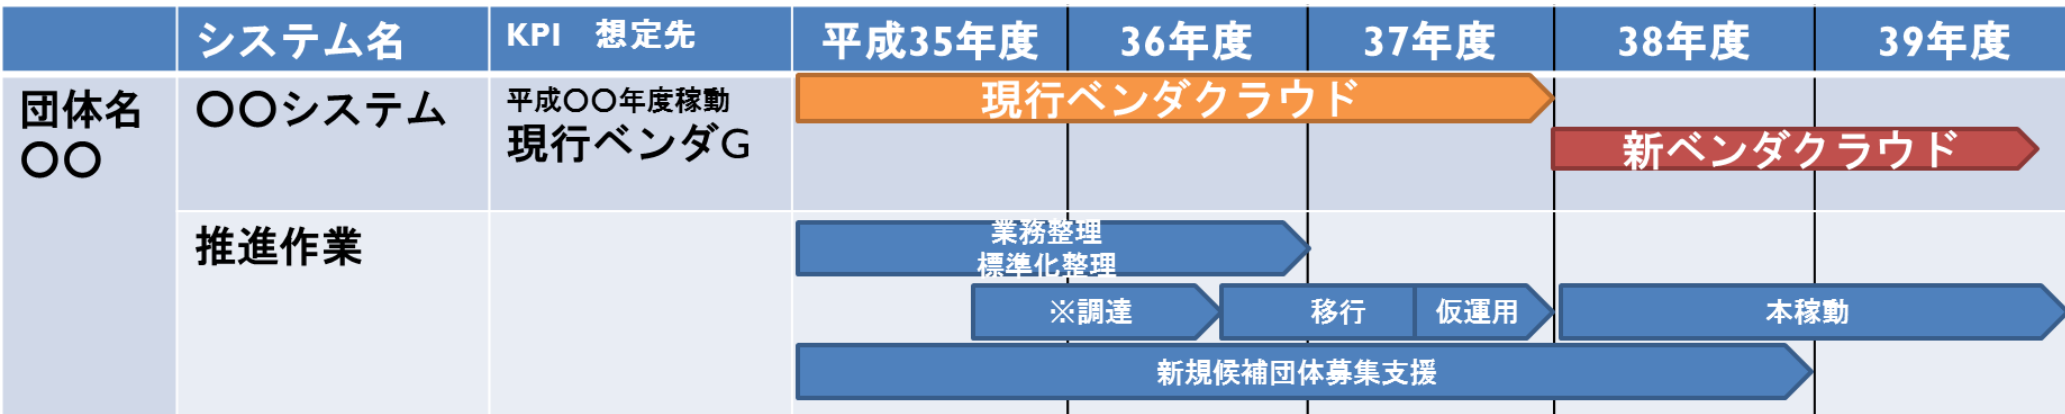 システム名
KPI　想定先
平成35年度
36年度
37年度
38年度
39年度
団体名
〇〇
〇〇システム
平成〇〇年度稼動
現行ベンダG
現行ベンダクラウド
新ベンダクラウド
推進作業
業務整理
標準化整理
※調達
移行
仮運用
本稼動
新規候補団体募集支援